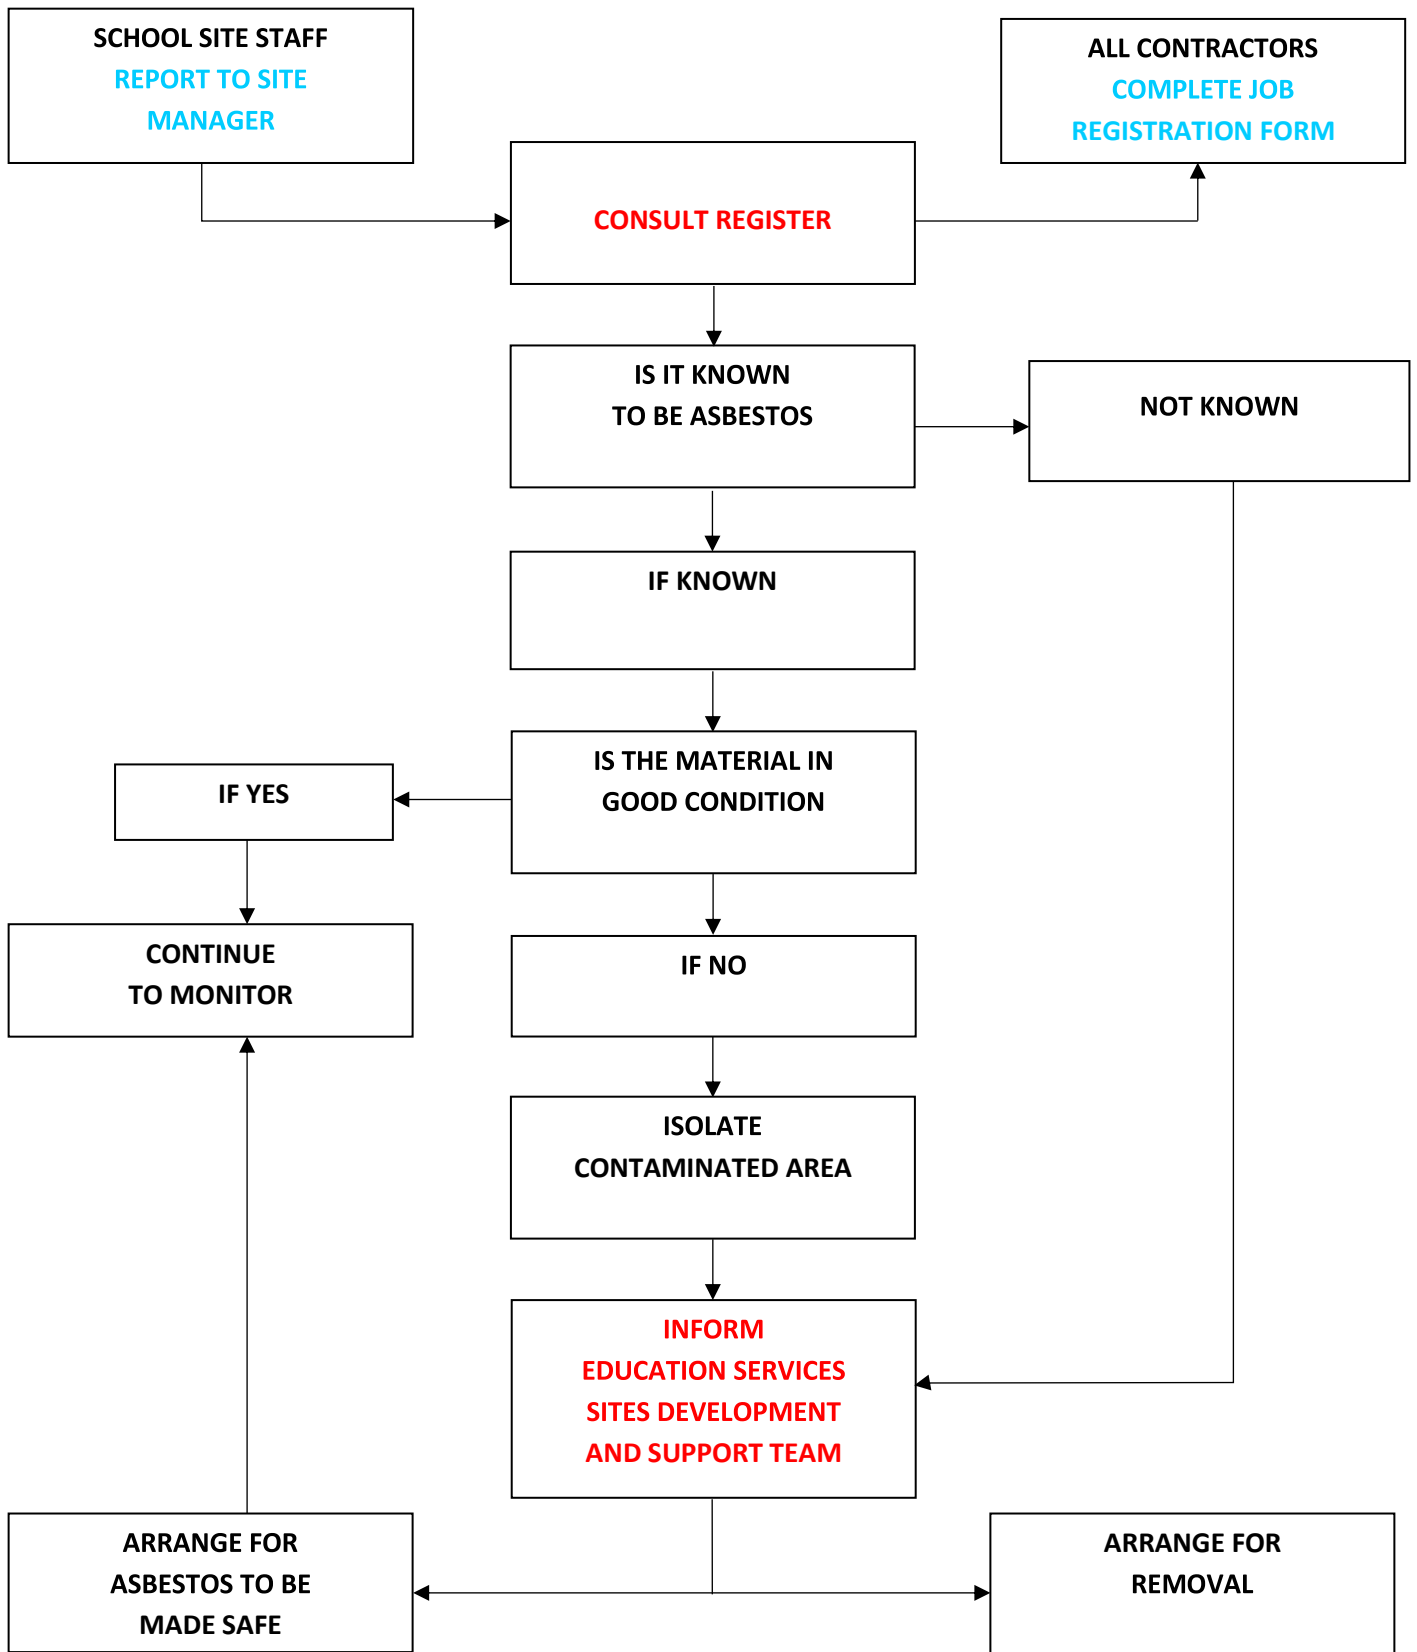 SCHOOL SITE STAFF
REPORT TO SITE
MANAGER
ALL CONTRACTORS
COMPLETE JOB
REGISTRATION FORM
CONSULT REGISTER
IS IT KNOWN
TO BE ASBESTOS
NOT KNOWN
IF KNOWN
IS THE MATERIAL IN
GOOD CONDITION
IF YES
CONTINUE
TO MONITOR
IF NO
ISOLATE
CONTAMINATED AREA
INFORM
EDUCATION SERVICES
SITES DEVELOPMENT
AND SUPPORT TEAM
ARRANGE FOR
ASBESTOS TO BE
MADE SAFE
ARRANGE FOR
REMOVAL